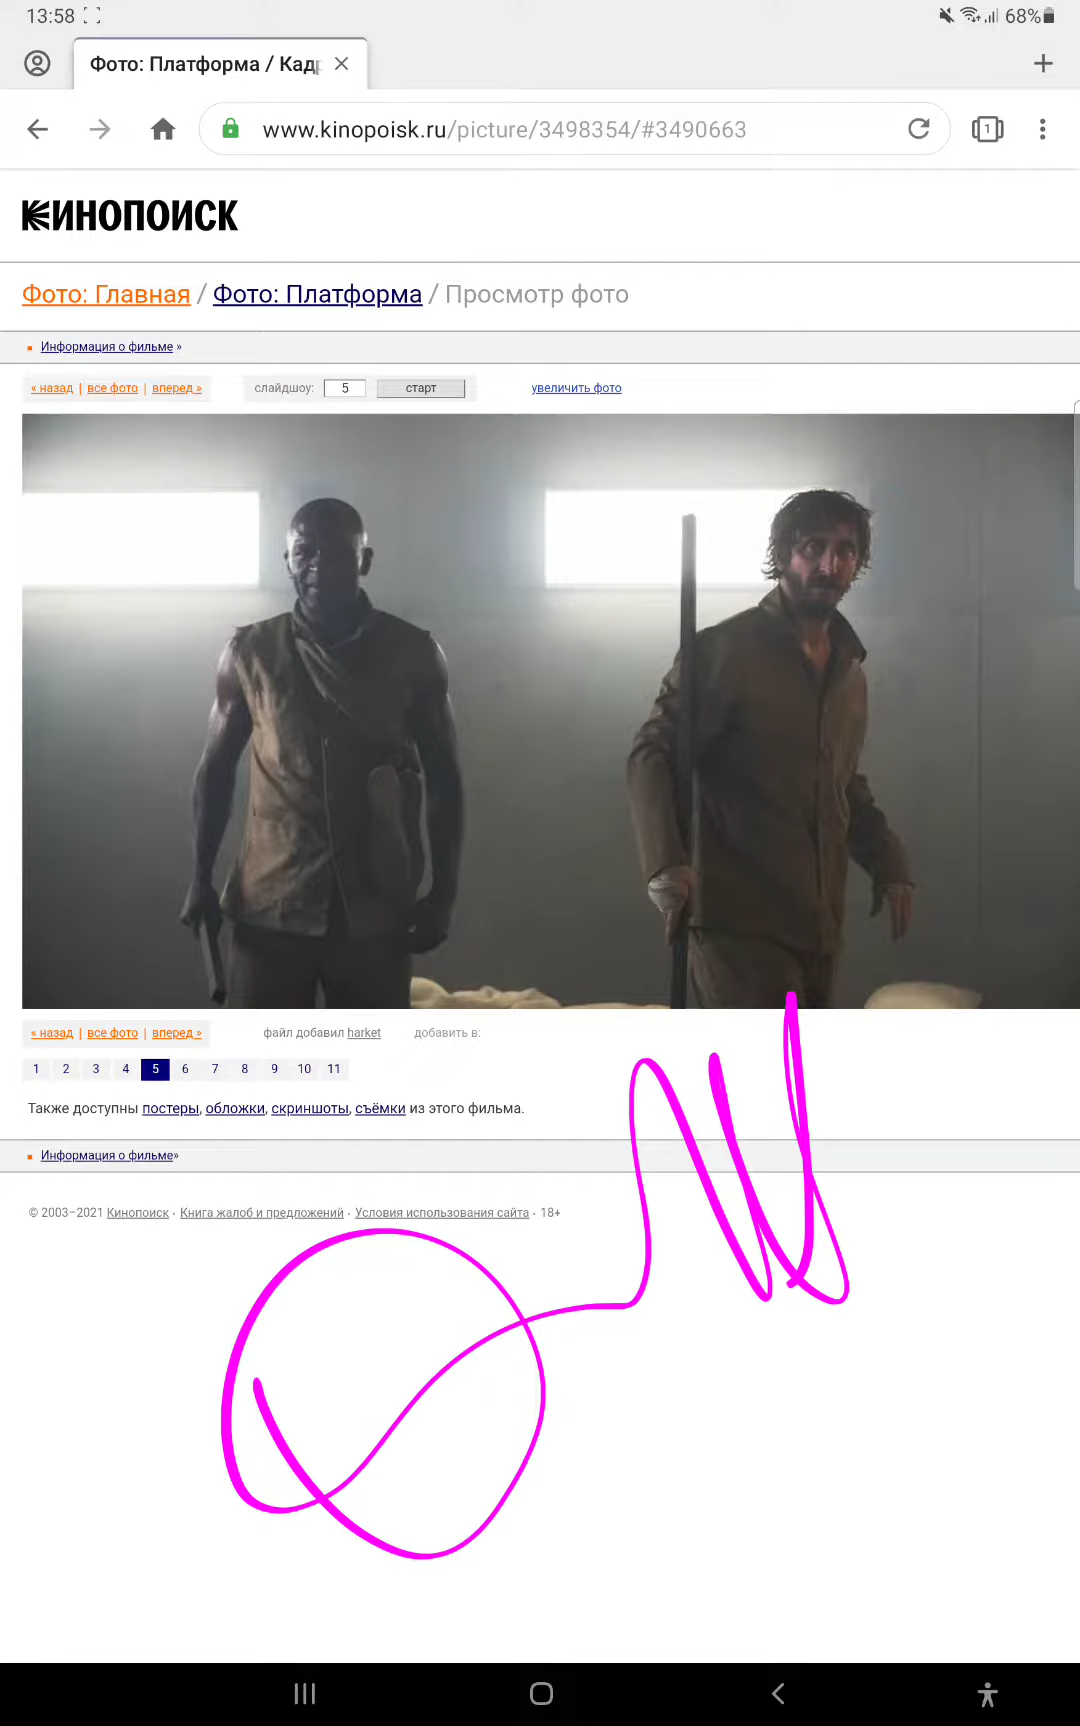 13:58 68%
Фото: Платформа / Кад
www.kinopoisk.ru/picture/3498354/#3490663 1
КИНОПОИСК
Фото: Главная / Фото: Платформа / Просмотр фото
Информация о фильме »
« назад | все фото | вперед » слайдшоу: 5 старт увеличить фото
« назад | все фото | вперед » файл добавил harket добавить в:
1 2 3 4 5 6 7 8 9 10 11
Также доступны постеры, обложки, скриншоты, съёмки из этого фильма.
Информация о фильме»
© 2003–2021 Кинопоиск · Книга жалоб и предложений · Условия использования сайта · 18+